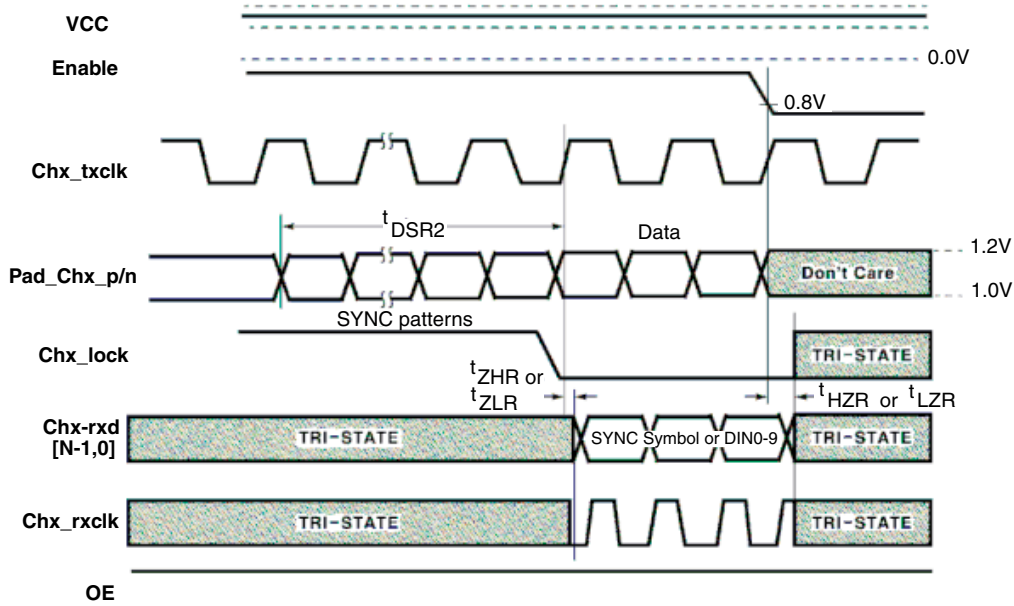 VCC
Enable
0.0V
0.8V
Chx_txclk
tDSR2
Data
Pad_Chx_p/n
Don't Care
1.2V
1.0V
SYNC patterns
Chx_lock
TRI-STATE
tZHR or
tZLR
tHZR or tLZR
Chx-rxd
[N-1,0]
TRI-STATE
SYNC Symbol or DIN0-9
TRI-STATE
Chx_rxclk
TRI-STATE
TRI-STATE
OE